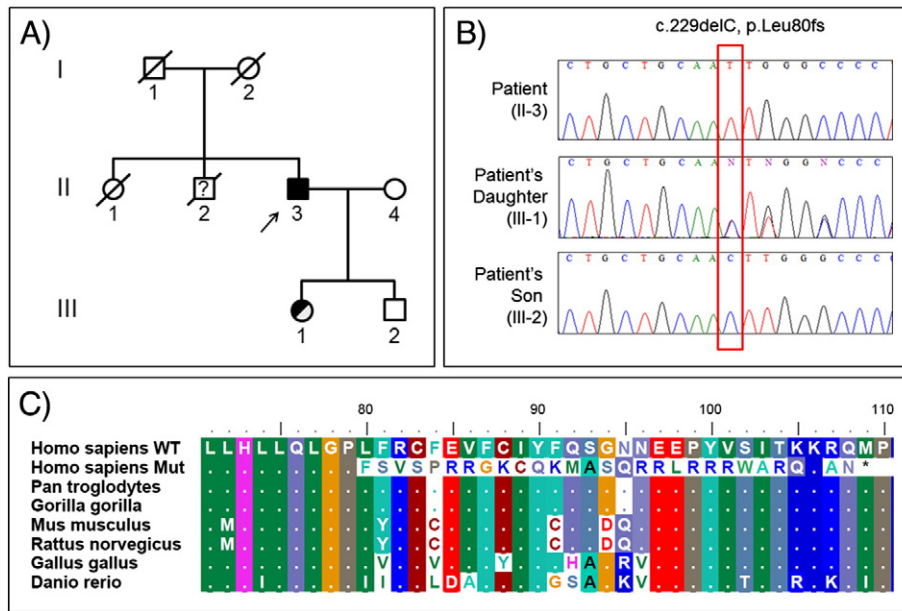 A)
I
1
2
II
1
?
2
3
4
III
1
2
B)
c.229delC, p.Leu80fs
Patient
(II-3)
C T G C T G C A A T T G G G C C C C
Patient's
Daughter
(III-1)
C T G C T G C A A N T N G G N C C C
Patient's
Son
(III-2)
C T G C T G C A A C T T G G G C C C
C)
80 90 100 110
Homo sapiens WT L L H L L Q L G P L F R C F E V F C I Y F Q S G N N E E P Y V S I T K K R Q M P
Homo sapiens Mut F S V S P R R G K C Q K M A S Q R R L R R R W A R Q . A N *
Pan troglodytes
Gorilla gorilla
Mus musculus M Y C C D Q
Rattus norvegicus M Y C C D Q
Gallus gallus V V Y H A R V
Danio rerio I I I L D A G S A K V T R K I